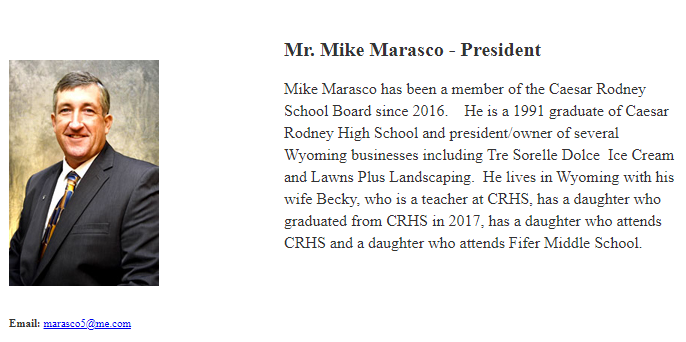 Mr. Mike Marasco - President
Mike Marasco has been a member of the Caesar Rodney
School Board since 2016.    He is a 1991 graduate of Caesar
Rodney High School and president/owner of several
Wyoming businesses including Tre Sorelle Dolce  Ice Cream
and Lawns Plus Landscaping.  He lives in Wyoming with his
wife Becky, who is a teacher at CRHS, has a daughter who
graduated from CRHS in 2017, has a daughter who attends
CRHS and a daughter who attends Fifer Middle School.
Email: marasco5@me.com